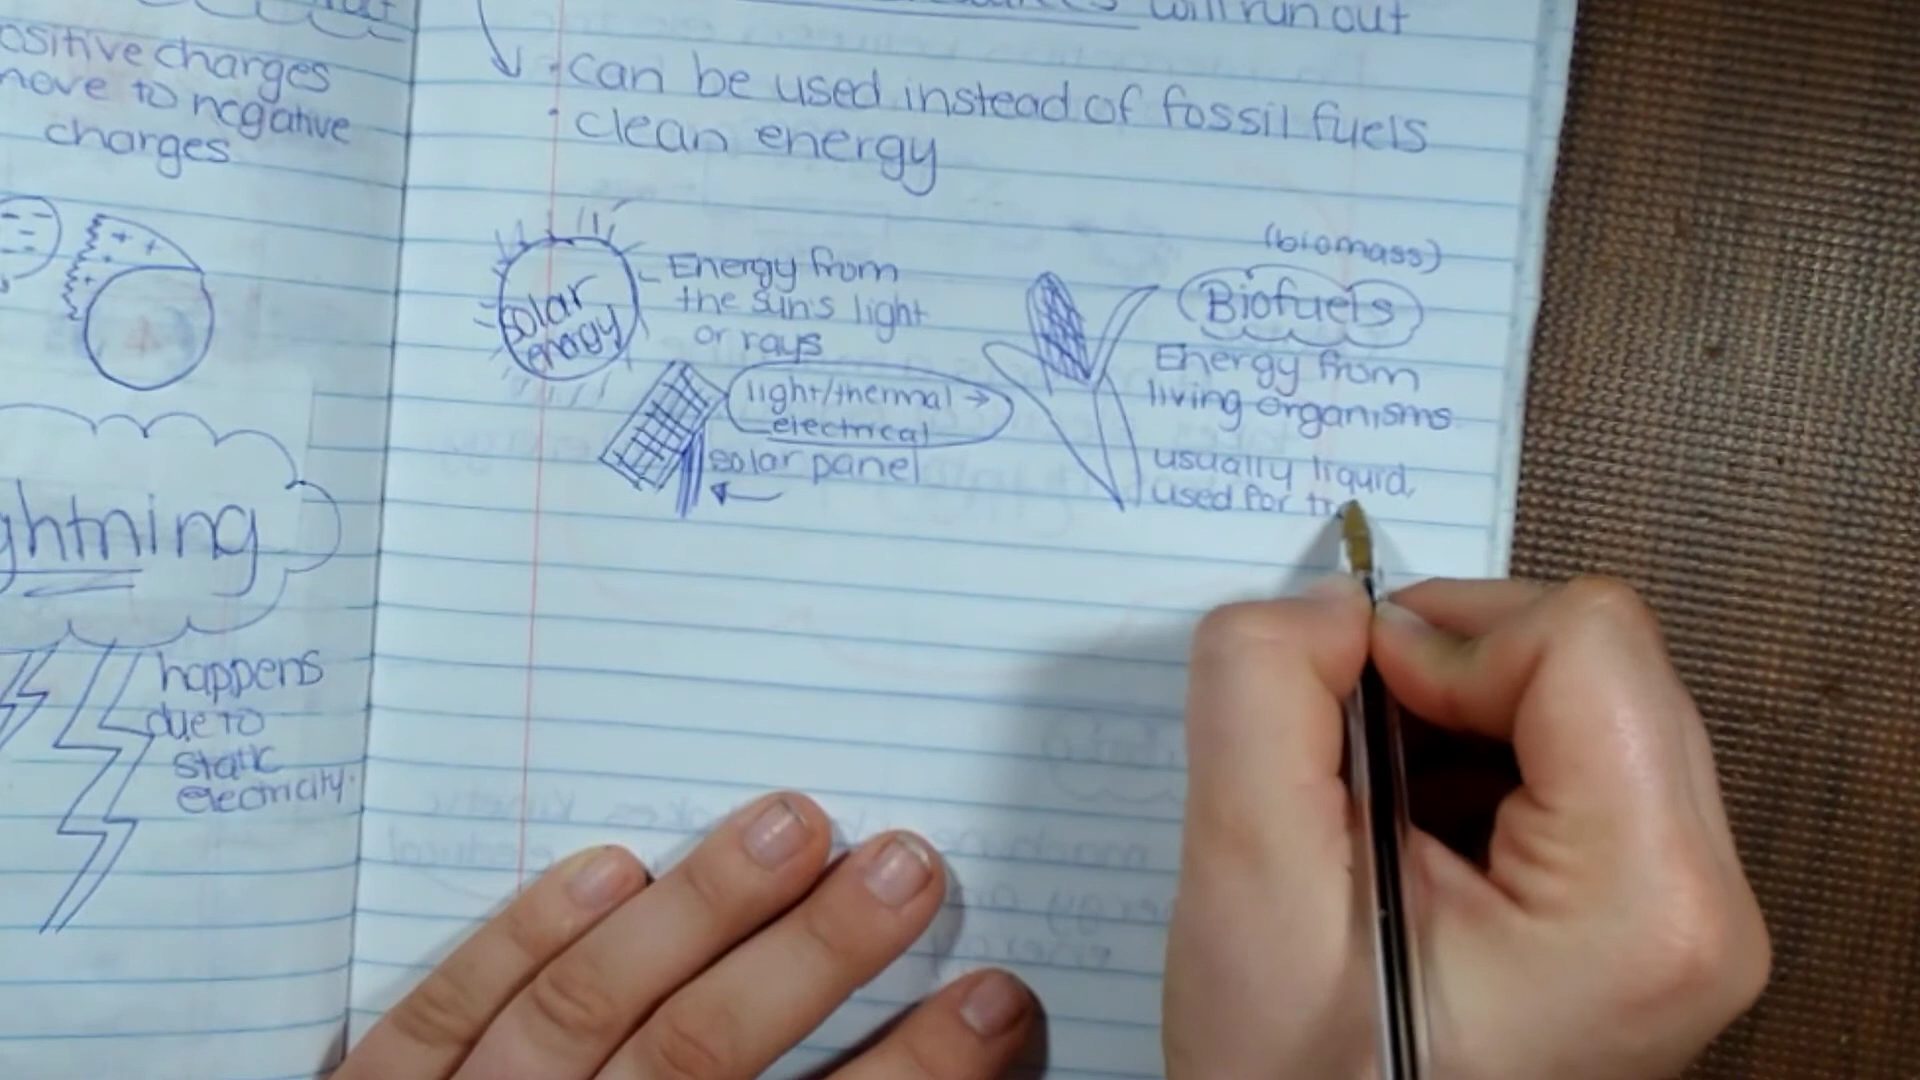 ositive charges
move to negative
charges
ghtning
happens
due to
static
electricity.
will run out
· can be used instead of fossil fuels
· clean energy
solar
energy
- Energy from
the sun's light
or rays
light/thermal →
electrical
solar panel
(biomass)
Biofuels
Energy from
living organisms
usually liquid,
used for tr